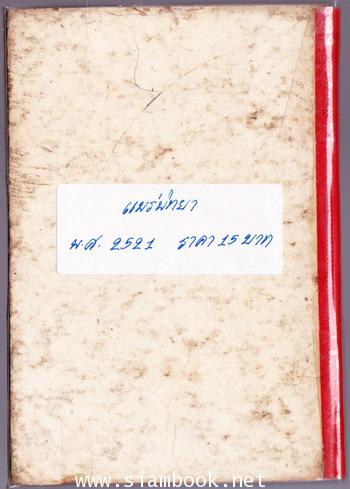 แพร่พิทยา
พ.ศ. 2521 ราคา 15 บาท
www.siambook.net